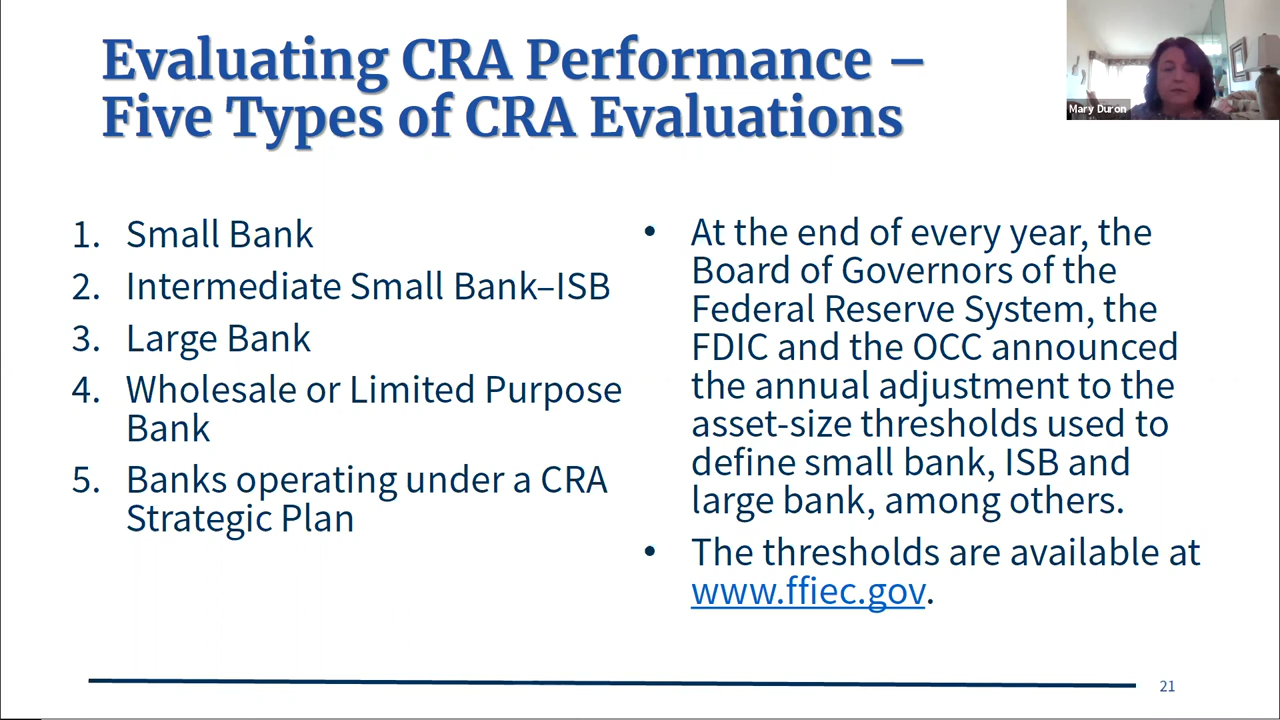 Evaluating CRA Performance –
Five Types of CRA Evaluations
Mary Duron
1. Small Bank
2. Intermediate Small Bank–ISB
3. Large Bank
4. Wholesale or Limited Purpose
Bank
5. Banks operating under a CRA
Strategic Plan
• At the end of every year, the
Board of Governors of the
Federal Reserve System, the
FDIC and the OCC announced
the annual adjustment to the
asset-size thresholds used to
define small bank, ISB and
large bank, among others.
• The thresholds are available at
www.ffiec.gov.
21